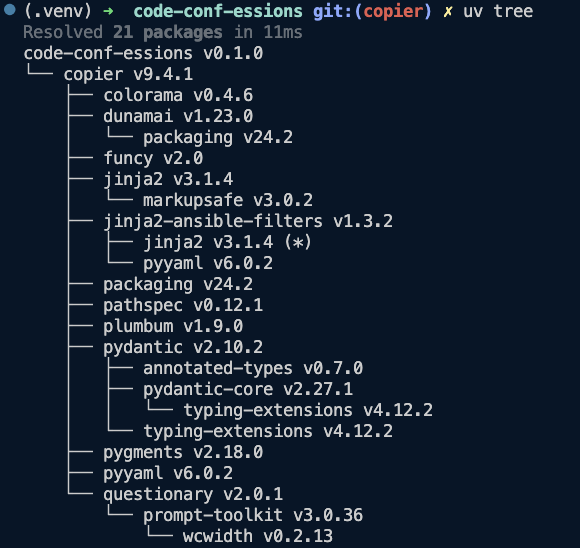 (.venv) ➜ code-conf-essions git:(copier) ✗ uv tree
Resolved 21 packages in 11ms
code-conf-essions v0.1.0
└── copier v9.4.1
    ├── colorama v0.4.6
    ├── dunamai v1.23.0
    │   └── packaging v24.2
    ├── funcy v2.0
    ├── jinja2 v3.1.4
    │   └── markupsafe v3.0.2
    ├── jinja2-ansible-filters v1.3.2
    │   ├── jinja2 v3.1.4 (*)
    │   └── pyyaml v6.0.2
    ├── packaging v24.2
    ├── pathspec v0.12.1
    ├── plumbum v1.9.0
    ├── pydantic v2.10.2
    │   ├── annotated-types v0.7.0
    │   ├── pydantic-core v2.27.1
    │   │   └── typing-extensions v4.12.2
    │   └── typing-extensions v4.12.2
    ├── pygments v2.18.0
    ├── pyyaml v6.0.2
    └── questionary v2.0.1
        └── prompt-toolkit v3.0.36
            └── wcwidth v0.2.13